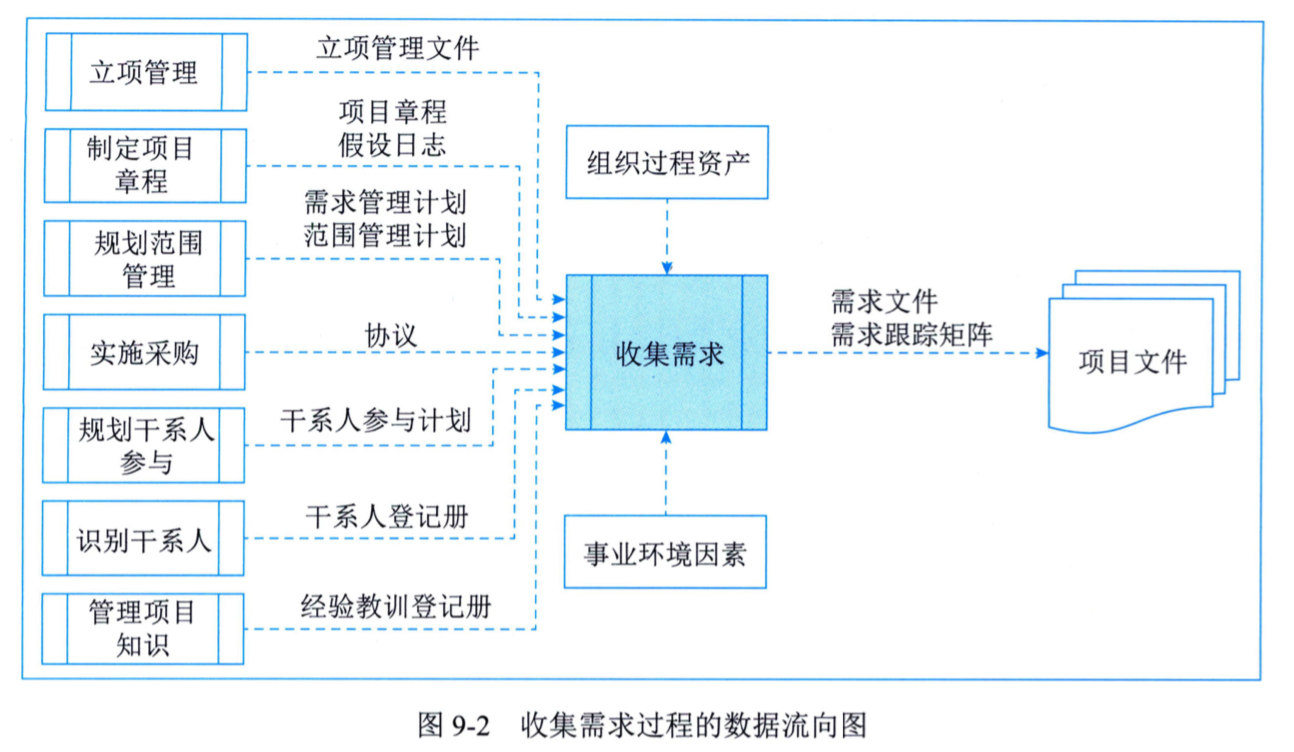 立项管理
立项管理文件
制定项目
章程
项目章程
假设日志
规划范围
管理
需求管理计划
范围管理计划
实施采购
协议
规划干系人
参与
干系人参与计划
识别干系人
干系人登记册
管理项目
知识
经验教训登记册
组织过程资产
收集需求
事业环境因素
需求文件
需求跟踪矩阵
项目文件
图 9-2 收集需求过程的数据流向图